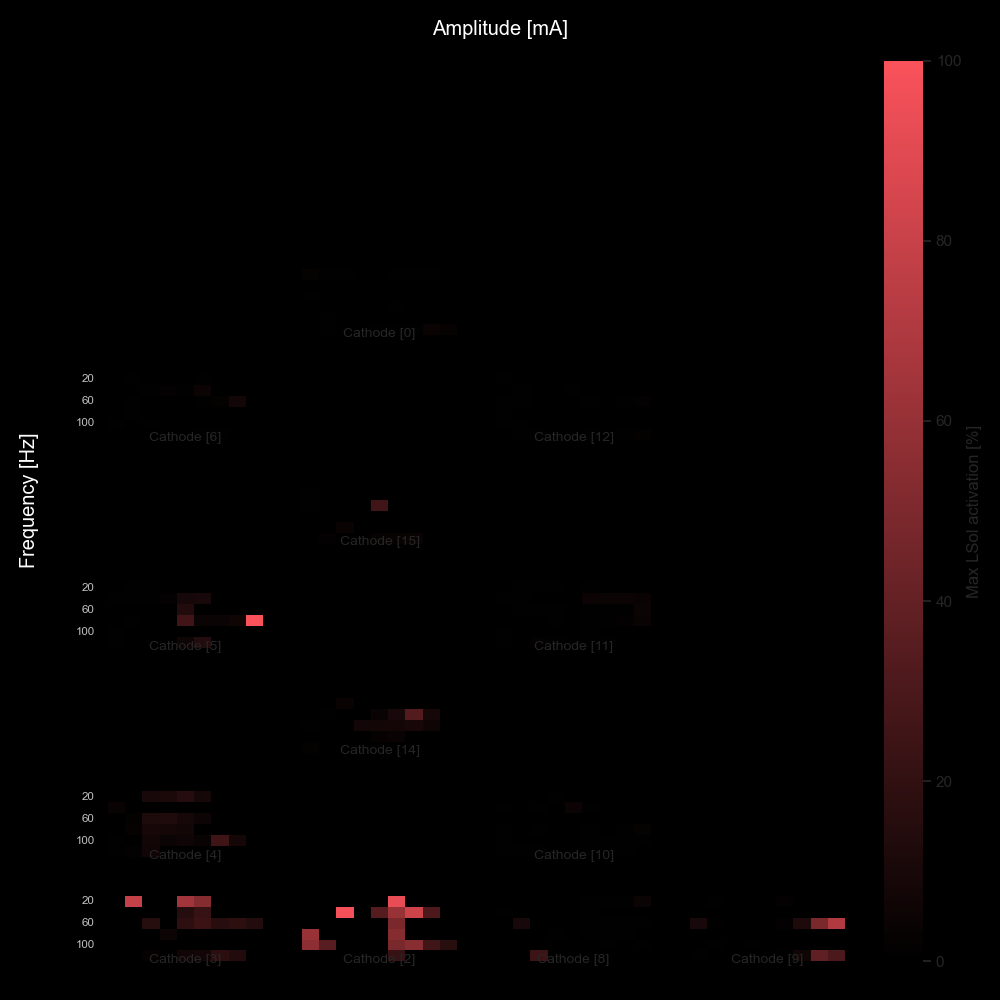 Amplitude [mA]
100
80
60
40
20
0
Max LSol activation [%]
Frequency [Hz]
Cathode [0]
20
60
100
Cathode [6]
Cathode [12]
Cathode [15]
20
60
100
Cathode [5]
Cathode [11]
Cathode [14]
20
60
100
Cathode [4]
Cathode [10]
20
60
100
Cathode [3]
Cathode [2]
Cathode [8]
Cathode [9]